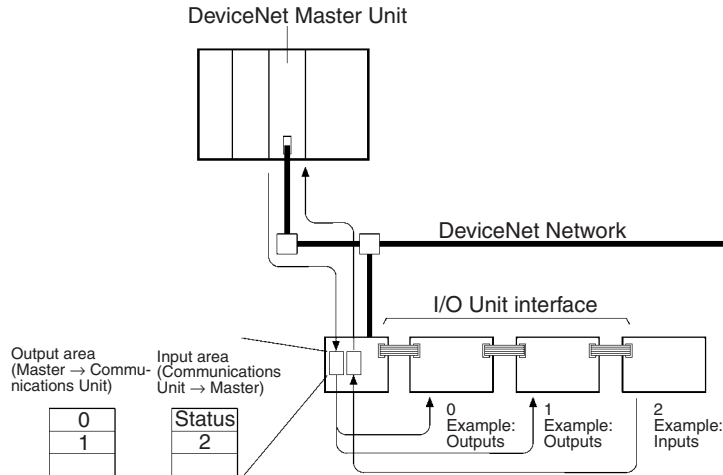 DeviceNet Master Unit
DeviceNet Network
I/O Unit interface
Output area
(Master → Commu-
nications Unit)
Input area
(Communications
Unit → Master)
0
1
Status
2
0
Example:
Outputs
1
Example:
Outputs
2
Example:
Inputs